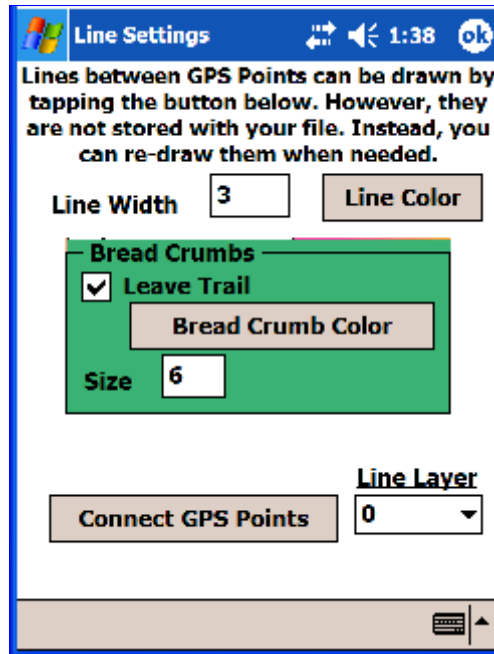 Line Settings 1:38 ok
Lines between GPS Points can be drawn by
tapping the button below. However, they
are not stored with your file. Instead, you
can re-draw them when needed.
Line Width 3 Line Color
Bread Crumbs
Leave Trail
Bread Crumb Color
Size 6
Line Layer
Connect GPS Points 0